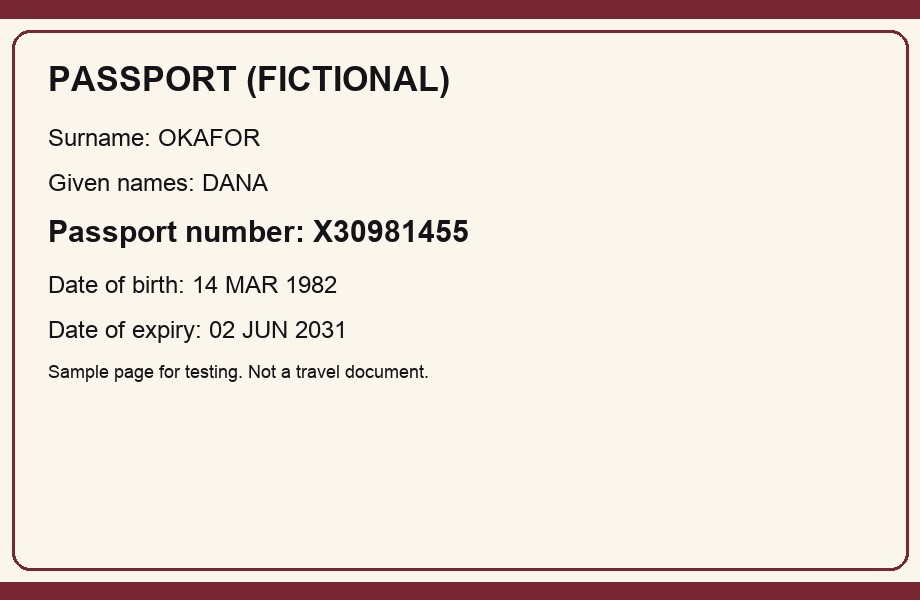 PASSPORT (FICTIONAL)
Surname: OKAFOR
Given names: DANA
Passport number: X30981455
Date of birth: 14 MAR 1982
Date of expiry: 02 JUN 2031
Sample page for testing. Not a travel document.